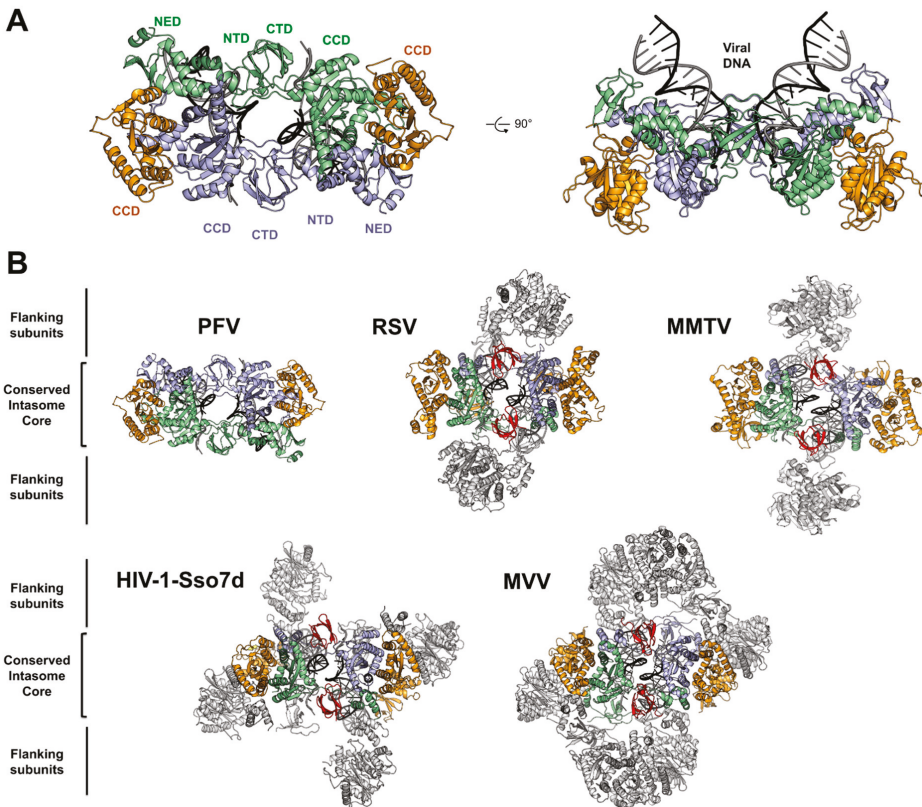 A
NED
NTD
CTD
CCD
CCD
CCD
CCD
CTD
NTD
NED
90°
Viral
DNA
B
Flanking
subunits
Conserved
Intasome
Core
Flanking
subunits
PFV
RSV
MMTV
Flanking
subunits
Conserved
Intasome
Core
Flanking
subunits
HIV-1-Sso7d
MVV